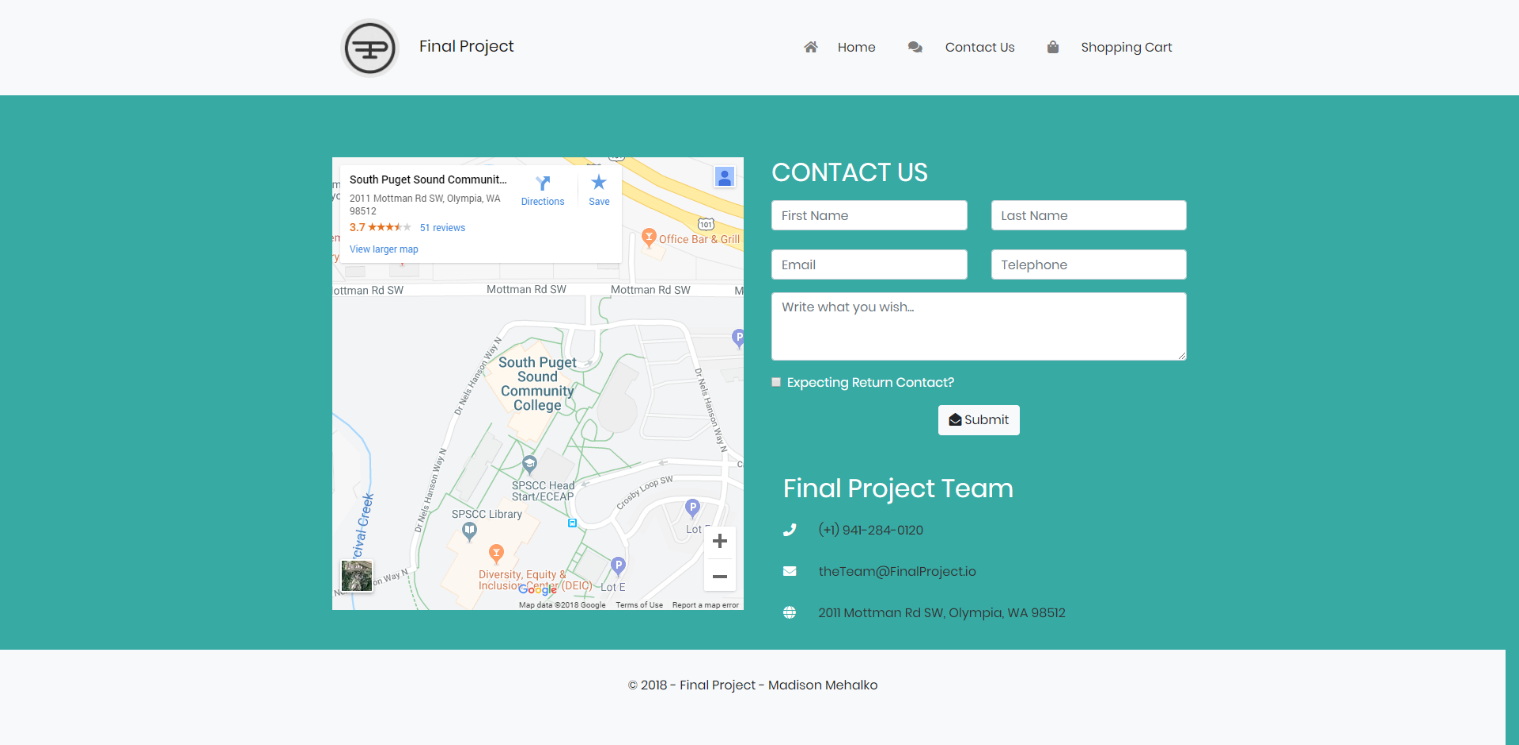 Final Project
Home
Contact Us
Shopping Cart
South Puget Sound Communit...
2011 Mottman Rd SW, Olympia, WA
98512
3.7
51 reviews
View larger map
Directions
Save
101
101
Office Bar & Grill
ottman Rd SW
Mottman Rd SW
Mottman Rd SW
M
P
South Puget
Sound
Community
College
Dr Nels Hanson Way N
Dr Nels Hanson Way N
Dr Nels Hanson Way N
SPSCC Head
Start/ECEAP
Crosby Loop SW
SPSCC Library
P
Lot
rcival Creek
Diversity, Equity &
Inclusion Center (DEIC)
P
Lot E
Google
Map data ©2018 Google
Terms of Use
Report a map error
CONTACT US
First Name
Last Name
Email
Telephone
Write what you wish...
Expecting Return Contact?
Submit
Final Project Team
(+1) 941-284-0120
theTeam@FinalProject.io
2011 Mottman Rd SW, Olympia, WA 98512
© 2018 - Final Project - Madison Mehalko